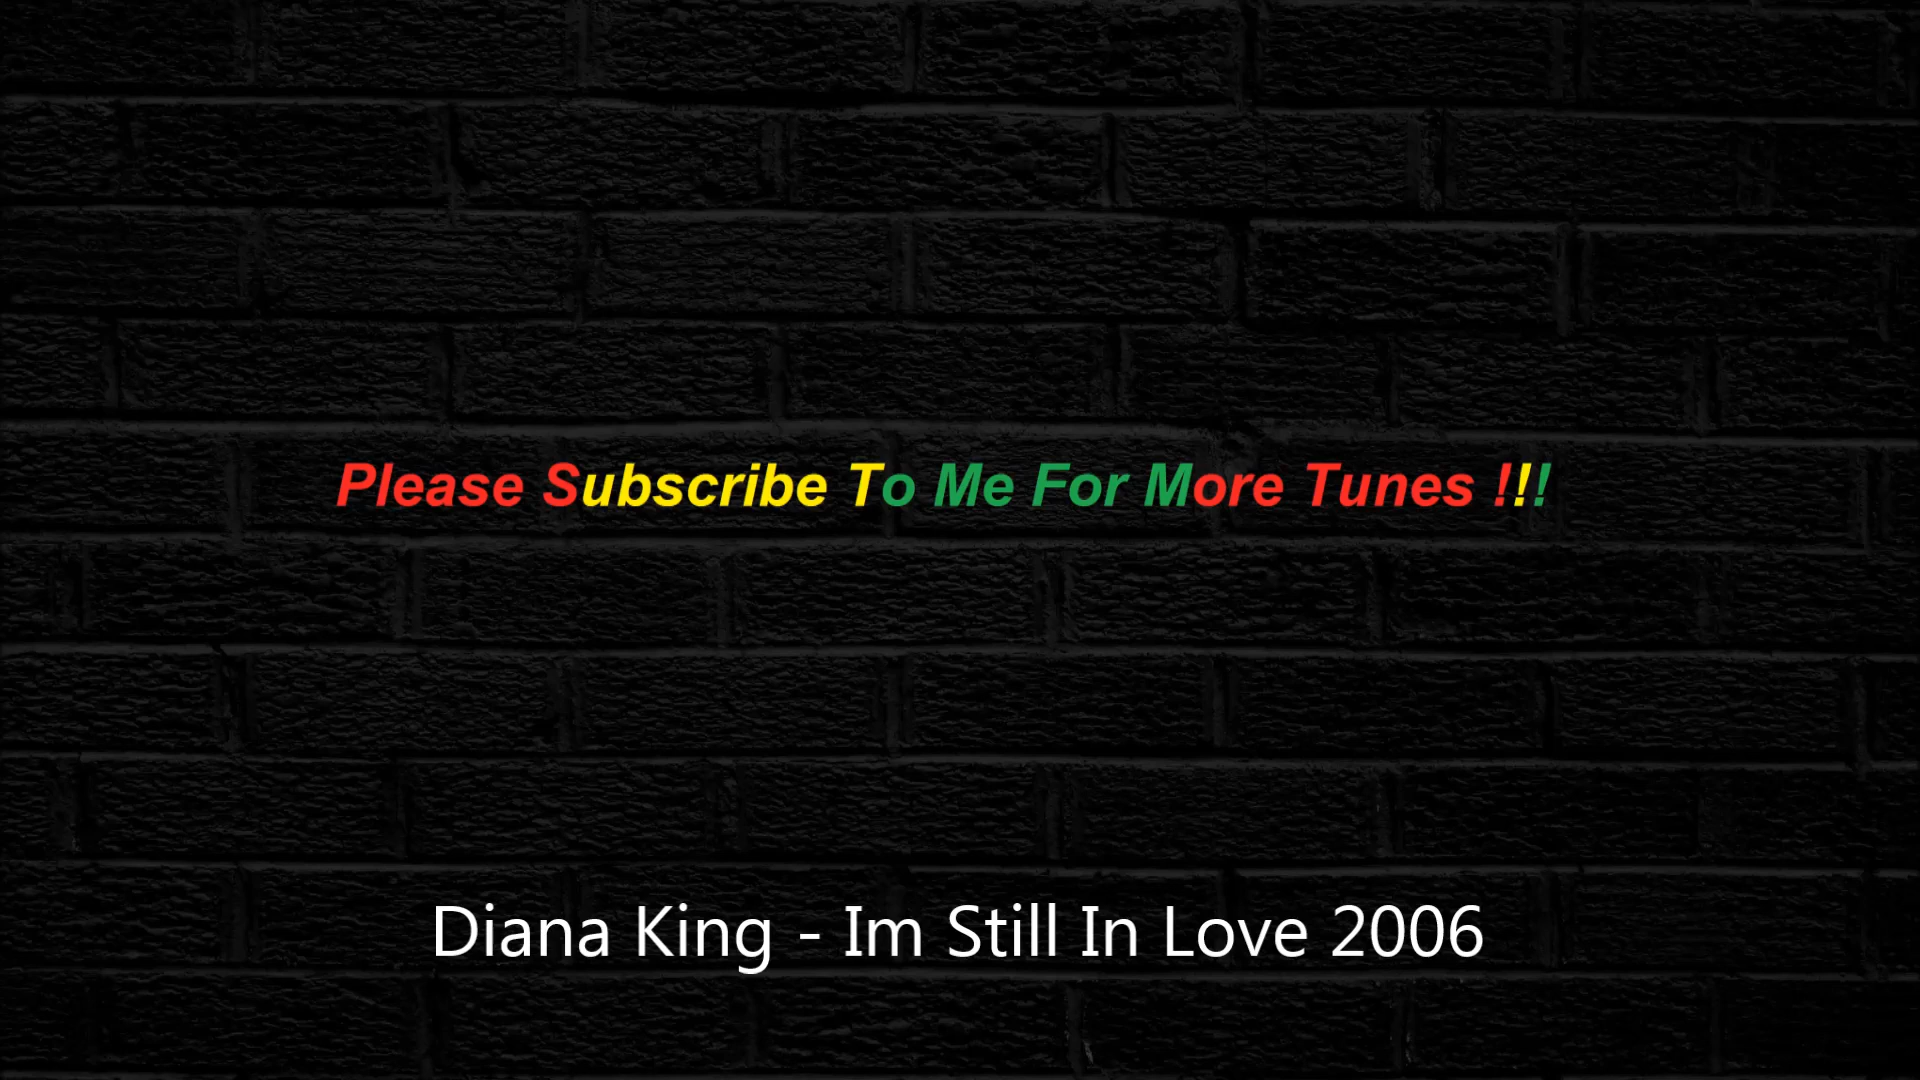 Please Subscribe To Me For More Tunes !!!
Diana King - Im Still In Love 2006